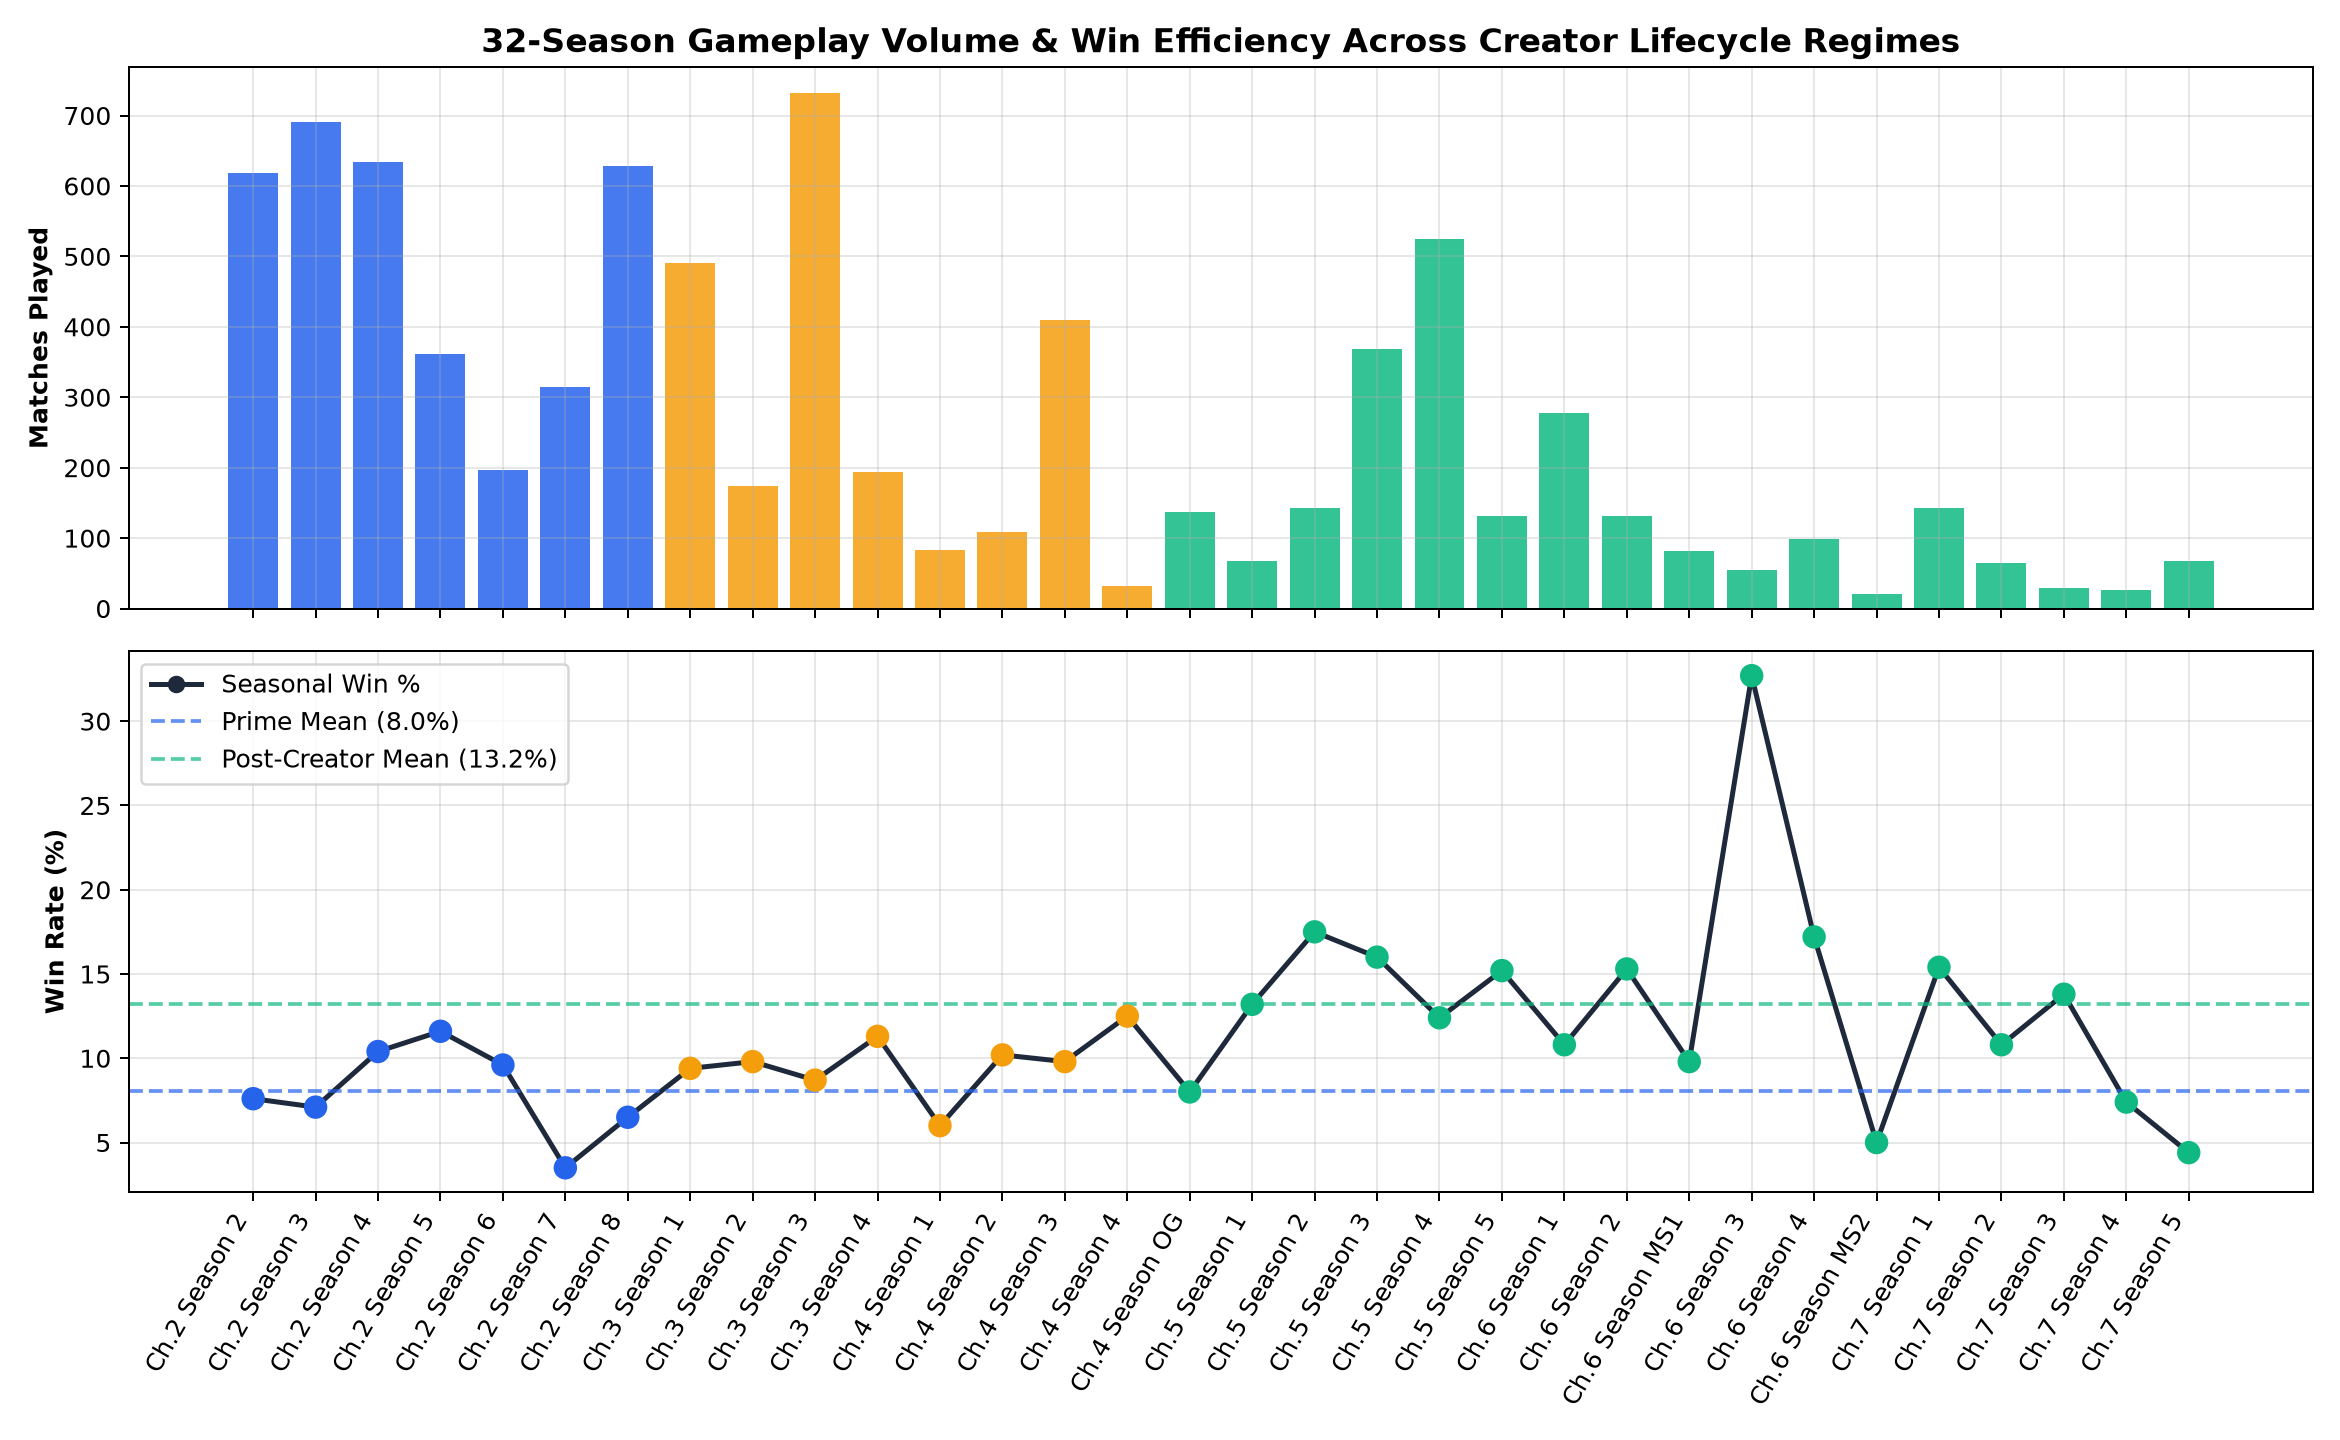 32-Season Gameplay Volume & Win Efficiency Across Creator Lifecycle Regimes
Matches Played
700
600
500
400
300
200
100
0
Seasonal Win %
Prime Mean (8.0%)
Post-Creator Mean (13.2%)
Win Rate (%)
30
25
20
15
10
5
Ch.2 Season 2
Ch.2 Season 3
Ch.2 Season 4
Ch.2 Season 5
Ch.2 Season 6
Ch.2 Season 7
Ch.2 Season 8
Ch.3 Season 1
Ch.3 Season 2
Ch.3 Season 3
Ch.3 Season 4
Ch.4 Season 1
Ch.4 Season 2
Ch.4 Season 3
Ch.4 Season 4
Ch.4 Season OG
Ch.5 Season 1
Ch.5 Season 2
Ch.5 Season 3
Ch.5 Season 4
Ch.5 Season 5
Ch.6 Season 1
Ch.6 Season 2
Ch.6 Season MS1
Ch.6 Season 3
Ch.6 Season 4
Ch.6 Season MS2
Ch.7 Season 1
Ch.7 Season 2
Ch.7 Season 3
Ch.7 Season 4
Ch.7 Season 5